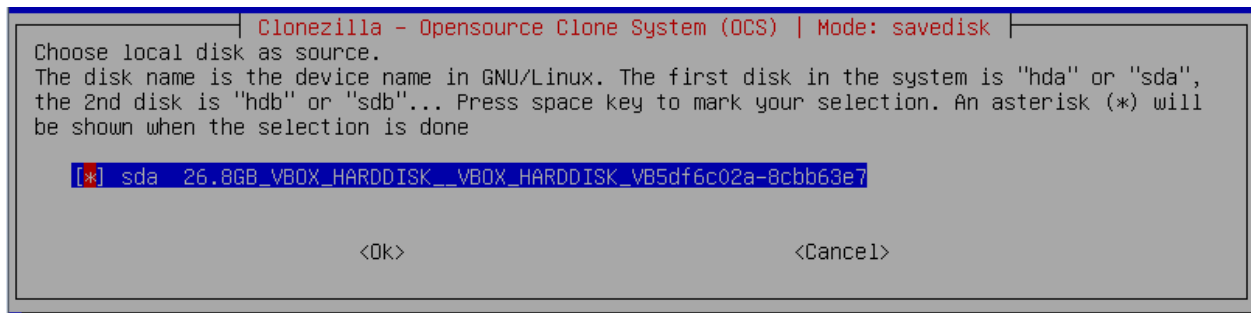 Clonezilla - Opensource Clone System (OCS) | Mode: savedisk
Choose local disk as source.
The disk name is the device name in GNU/Linux. The first disk in the system is "hda" or "sda",
the 2nd disk is "hdb" or "sdb"... Press space key to mark your selection. An asterisk (*) will
be shown when the selection is done
[*] sda 26.8GB_VBOX_HARDDISK__VBOX_HARDDISK_VB5df6c02a-8cbb63e7
<Ok> <Cancel>